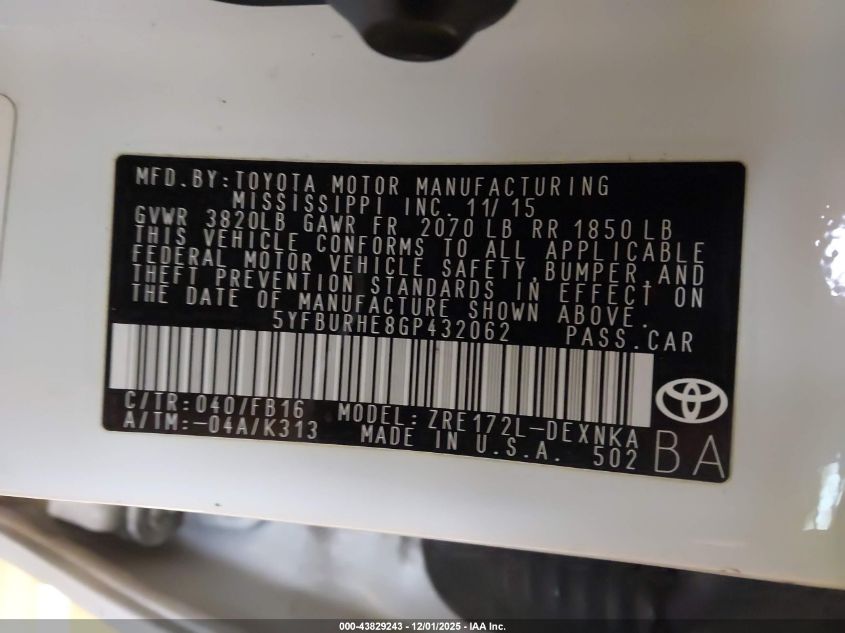 MFD.BY:TOYOTA MOTOR MANUFACTURING
MISSISSIPPI INC. 11/15
GVWR 3820LB GAWR FR 2070 LB RR 1850 LB
THIS VEHICLE CONFORMS TO ALL APPLICABLE
FEDERAL MOTOR VEHICLE SAFETY,BUMPER,AND
THEFT PREVENTION STANDARDS IN EFFECT ON
THE DATE OF MANUFACTURE SHOWN ABOVE.
5YFBURHE8GP432062 PASS.CAR
C/TR:040/FB16 MODEL:ZRE172L-DEXNKA
A/TM:-04A/K313 MADE IN U.S.A. 502 BA
000-43829243 - 12/01/2025 - IAA Inc.